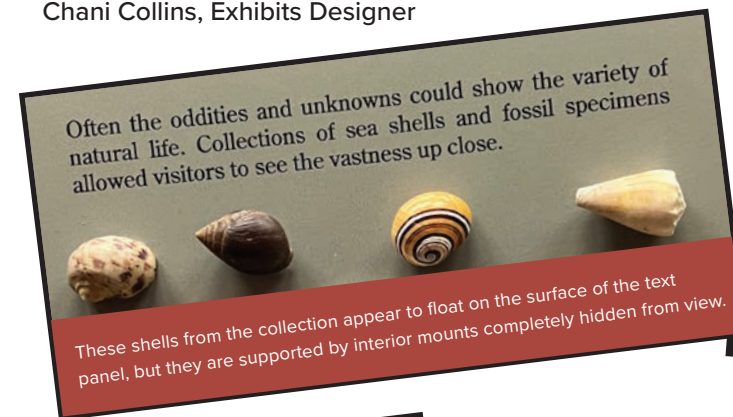 Chani Collins, Exhibits Designer
Often the oddities and unknowns could show the variety of
natural life. Collections of sea shells and fossil specimens
allowed visitors to see the vastness up close.
These shells from the collection appear to float on the surface of the text
panel, but they are supported by interior mounts completely hidden from view.